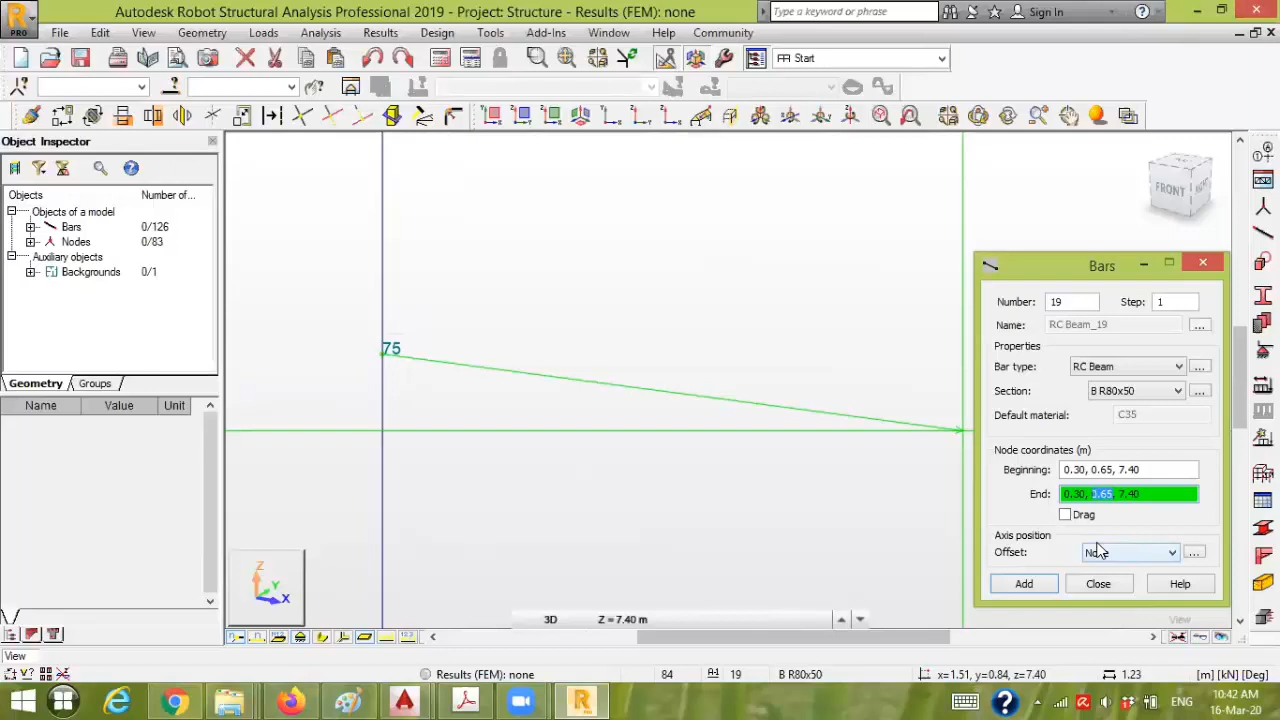 Autodesk Robot Structural Analysis Professional 2019 - Project: Structure - Results (FEM): none
Type a keyword or phrase
Sign In
PRO
File Edit View Geometry Loads Analysis Results Design Tools Add-Ins Window Help Community
Start
Object Inspector
Objects Number of...
Objects of a model
Bars 0/126
Nodes 0/83
Auxiliary objects
Backgrounds 0/1
Geometry Groups
Name Value Unit
75
FRONT
RIGHT
Bars
Number: 19 Step: 1
Name: RC Beam_19 ...
Properties
Bar type: RC Beam ...
Section: B R80x50 ...
Default material: C35
Node coordinates (m)
Beginning: 0.30, 0.65, 7.40
End: 0.30, 0.65, 7.40
Drag
Axis position
Offset: ...
Add Close Help
Z
Y
X
3D Z = 7.40 m
View
View
Results (FEM): none 84 19 B R80x50 x=1.51, y=0.84, z=7.40 1.23 [m] [kN] [Deg]
PRO
ENG
10:42 AM
16-Mar-20